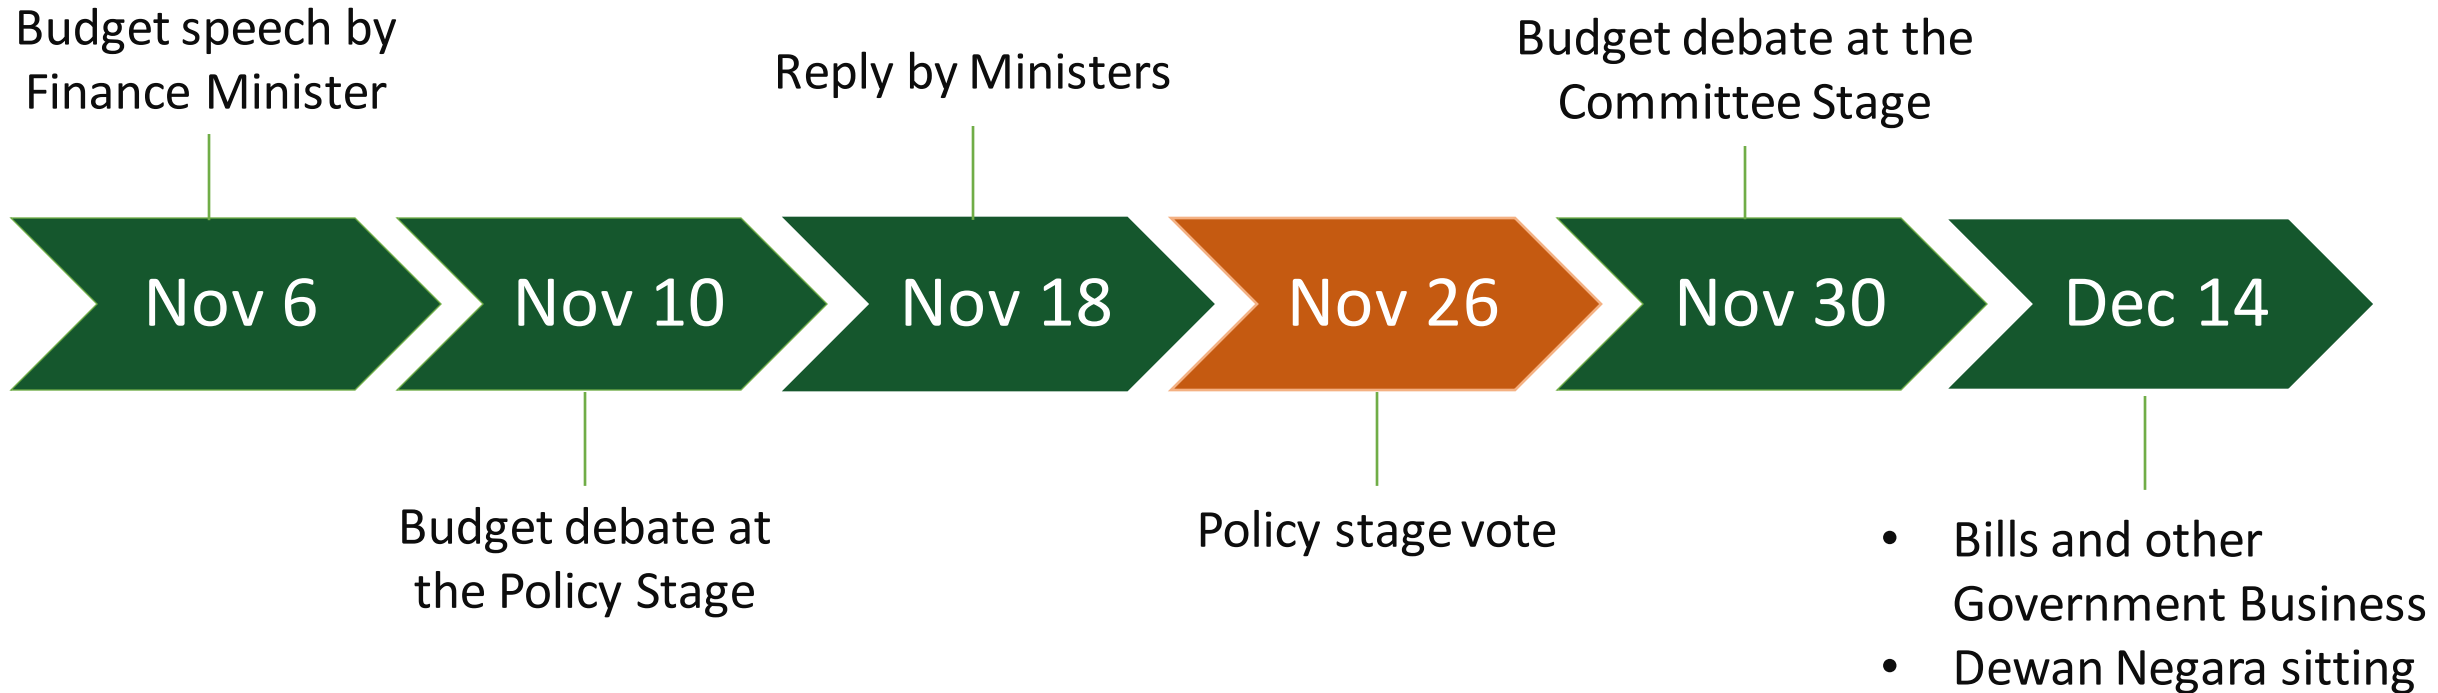 Budget speech by
Finance Minister
Reply by Ministers
Budget debate at the
Committee Stage
Nov 6
Nov 10
Nov 18
Nov 26
Nov 30
Dec 14
Budget debate at
the Policy Stage
Policy stage vote
• Bills and other
Government Business
• Dewan Negara sitting